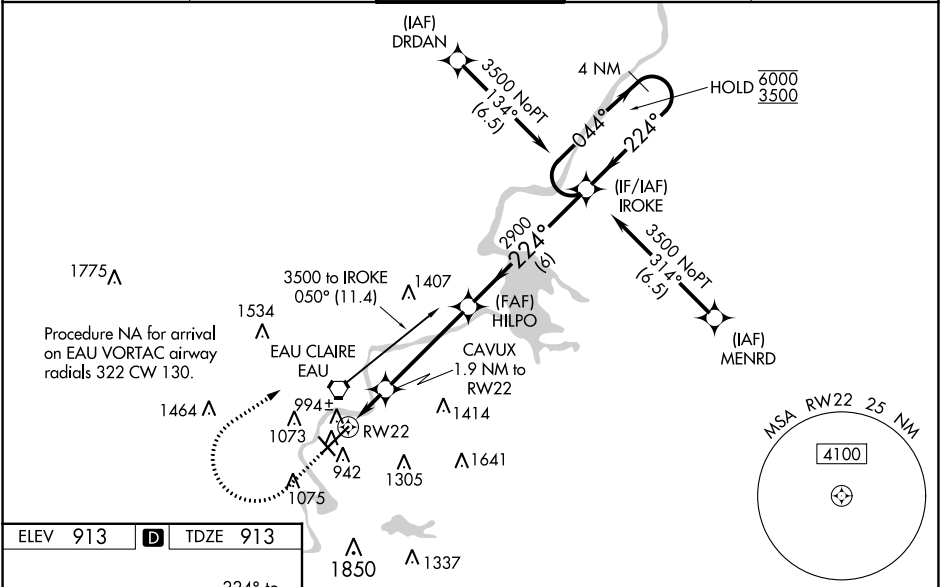 (IAF)
DRDAN
3500 NoPT
134°
(6.5)
4 NM
HOLD 6000
3500
044°
224°
(IF/IAF)
IROKE
2900
224°
(6)
3500 NoPT
314°
(6.5)
1775
3500 to IROKE
050° (11.4)
1407
(FAF)
HILPO
(IAF)
MENRD
1534
Procedure NA for arrival
on EAU VORTAC airway
radials 322 CW 130.
EAU CLAIRE
EAU
CAVUX
1.9 NM to
RW22
1464
994±
1073
RW22
1414
942
1305
1641
1075
MSA RW22 25 NM
4100
ELEV 913 D TDZE 913
1850
1337
224° to